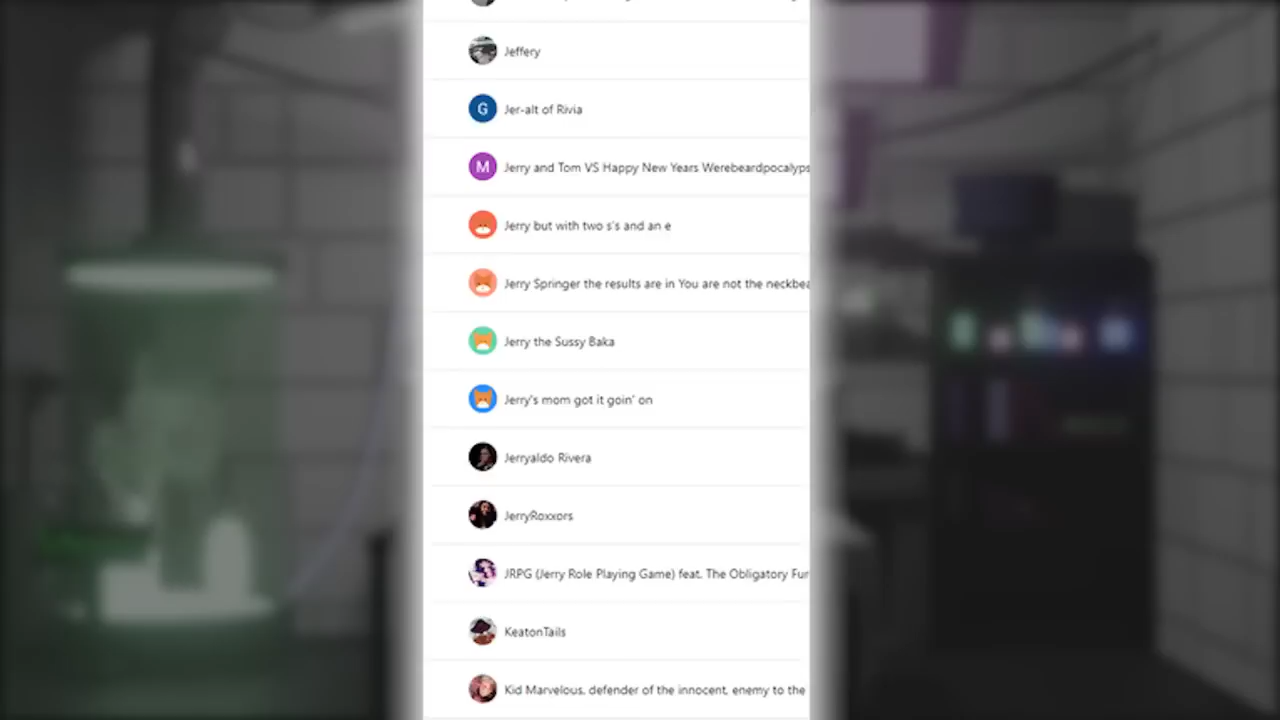 Jeffery
G
Jer-alt of Rivia
M
Jerry and Tom VS Happy New Years Werebeardpocalyps
Jerry but with two s's and an e
Jerry Springer the results are in You are not the neckbea
Jerry the Sussy Baka
Jerry's mom got it goin' on
Jerryaldo Rivera
JerryRoxxors
JRPG (Jerry Role Playing Game) feat. The Obligatory Fur
KeatonTails
Kid Marvelous, defender of the innocent, enemy to the